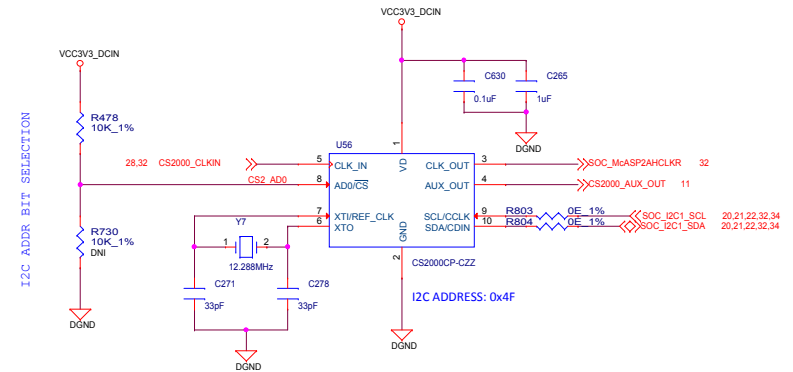 VCC3V3_DCIN
VCC3V3_DCIN
I2C ADDR BIT SELECTION
R478
10K_1%
C630
0.1uF
C265
1uF
DGND
U56
1
VD
28,32 CS2000_CLKIN
5
CLK_IN
CLK_OUT
3
SOC_McASP2AHCLKR 32
CS2_AD0
8
AD0/CS
AUX_OUT
4
CS2000_AUX_OUT 11
7
XTI/REF_CLK
SCL/CCLK
9
R803
0E_1%
SOC_I2C1_SCL 20,21,22,32,34
6
XTO
SDA/CDIN
10
R804
0E_1%
SOC_I2C1_SDA 20,21,22,32,34
GND
2
CS2000CP-CZZ
R730
10K_1%
DNI
Y7
1
2
12.288MHz
C271
33pF
C278
33pF
I2C ADDRESS: 0x4F
DGND
DGND
DGND